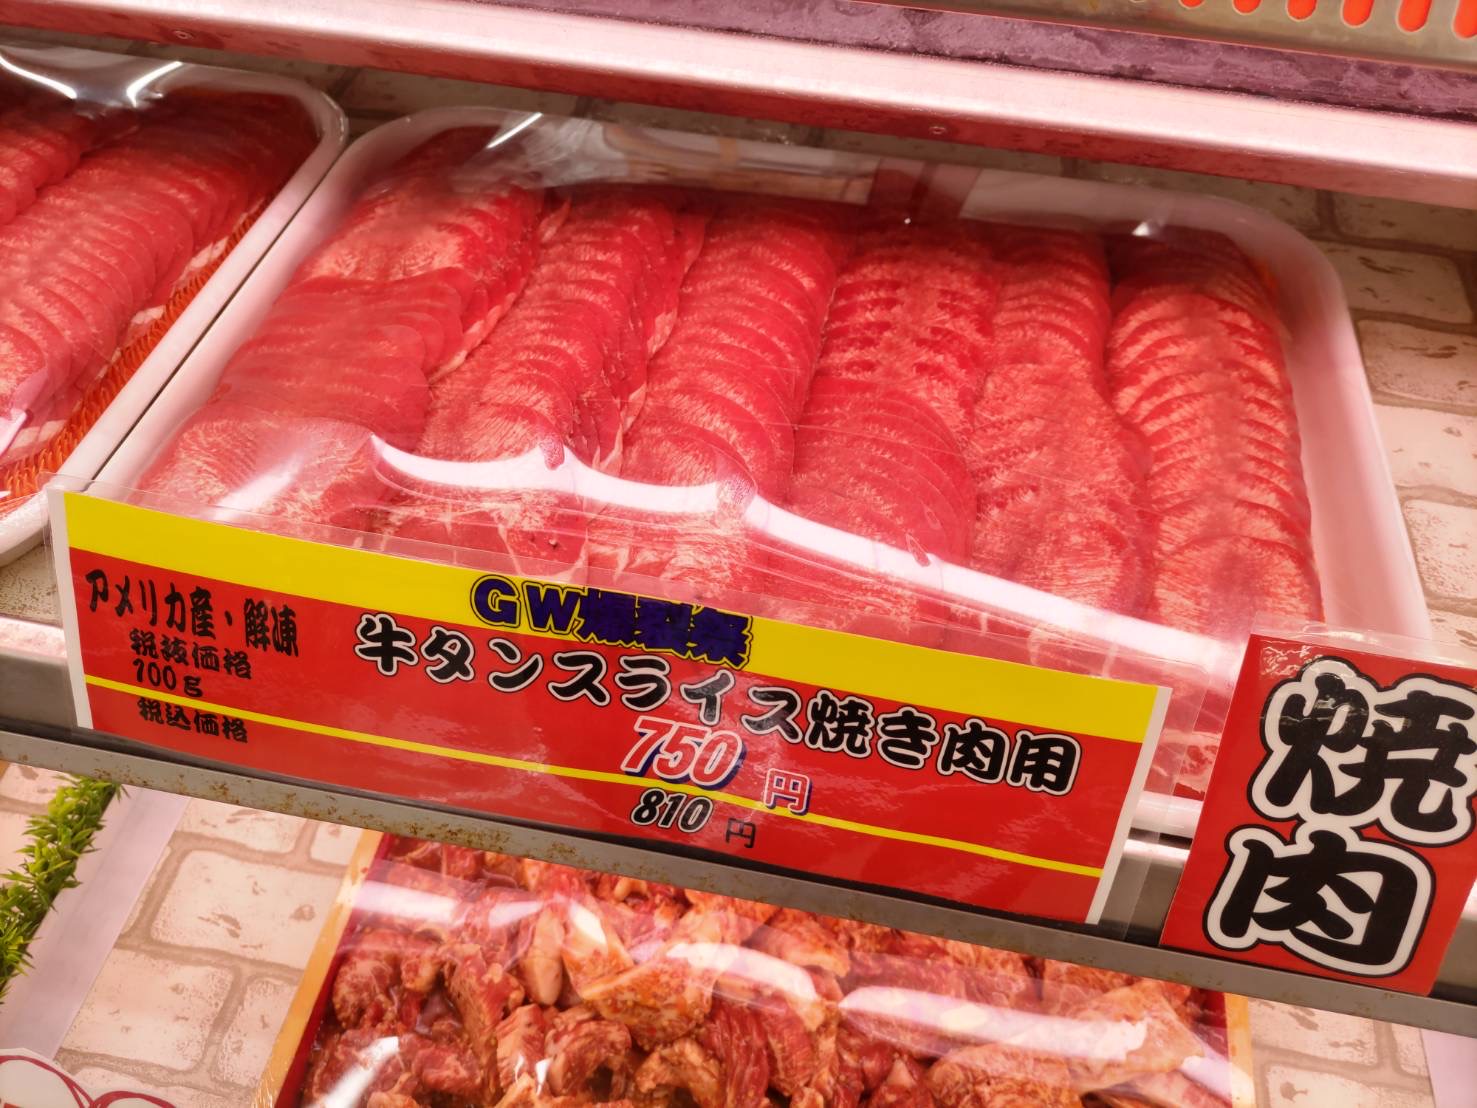 GW爆裂祭
アメリカ産・解凍
牛タンスライス焼き肉用
税抜価格
100g
750円
税込価格
810円
焼肉